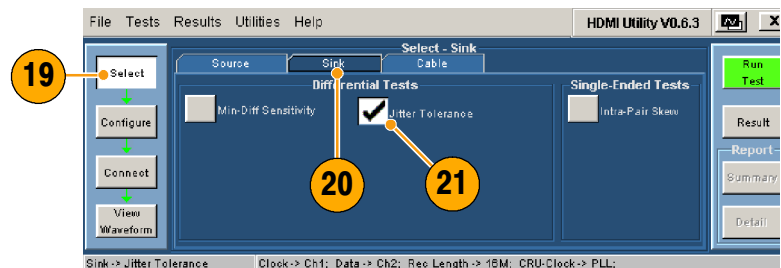 File Tests Results Utilities Help HDMI Utility V0.6.3 X
Select - Sink
Source Sink Cable
19
Select
Differential Tests
Single-Ended Tests
Run
Test
Min-Diff Sensitivity
Jitter Tolerance
Intra-Pair Skew
Configure
Result
Report
Connect
20
21
Summary
View
Waveform
Detail
Sink -> Jitter Tolerance Clock -> Ch1; Data -> Ch2; Rec Length -> 16M; CRU-Clock -> PLL;